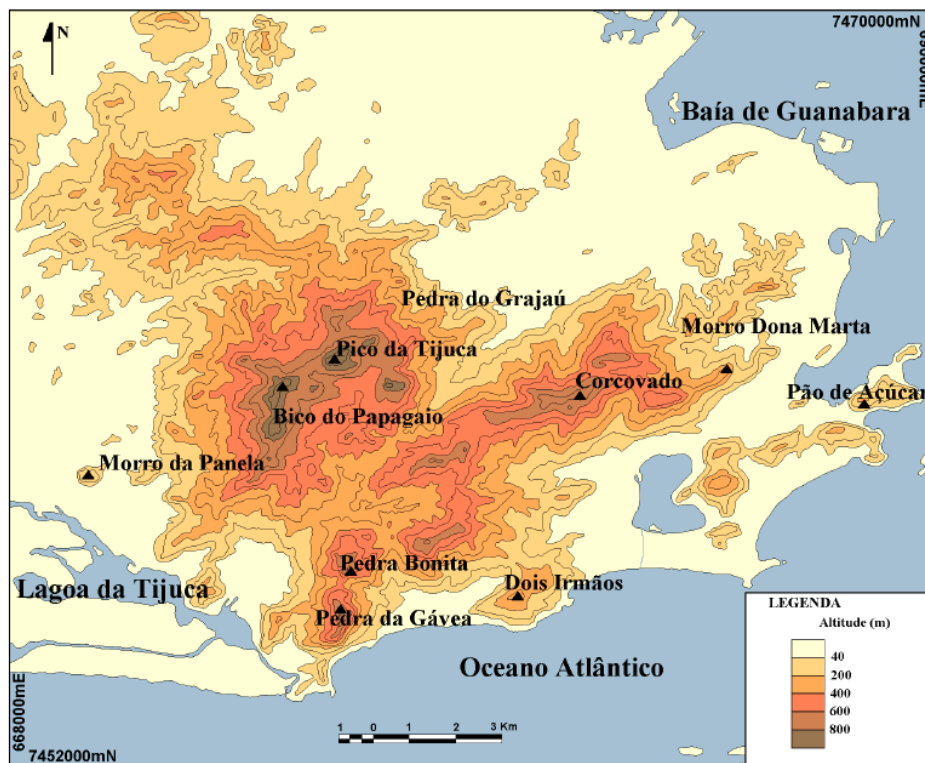 N
7470000mN
690000mE
Baía de Guanabara
Pedra do Grajaú
Morro Dona Marta
Pico da Tijuca
Corcovado
Pão de Açúcar
Bico do Papagaio
Morro da Panela
Pedra Bonita
Dois Irmãos
Lagoa da Tijuca
Pedra da Gávea
LEGENDA
Altitude (m)
40
200
400
600
800
Oceano Atlântico
668000mE
1 0 1 2 3 Km
7452000mN